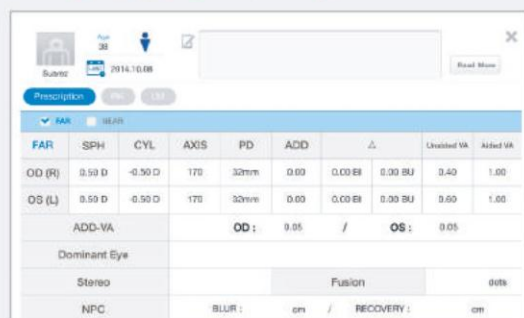 Age
38
2014.10.08
Suarez
Read More
Prescription
FAR NEAR
FAR SPH CYL AXIS PD ADD △ Unaided VA Aided VA
OD (R) 0.50 D -0.50 D 170 32mm 0.00 0.00 BI 0.00 BU 0.40 1.00
OS (L) 0.50 D -0.50 D 170 32mm 0.00 0.00 BI 0.00 BU 0.60 1.00
ADD-VA OD : 0.05 / OS : 0.05
Dominant Eye
Stereo Fusion dots
NPC BLUR : cm / RECOVERY : cm